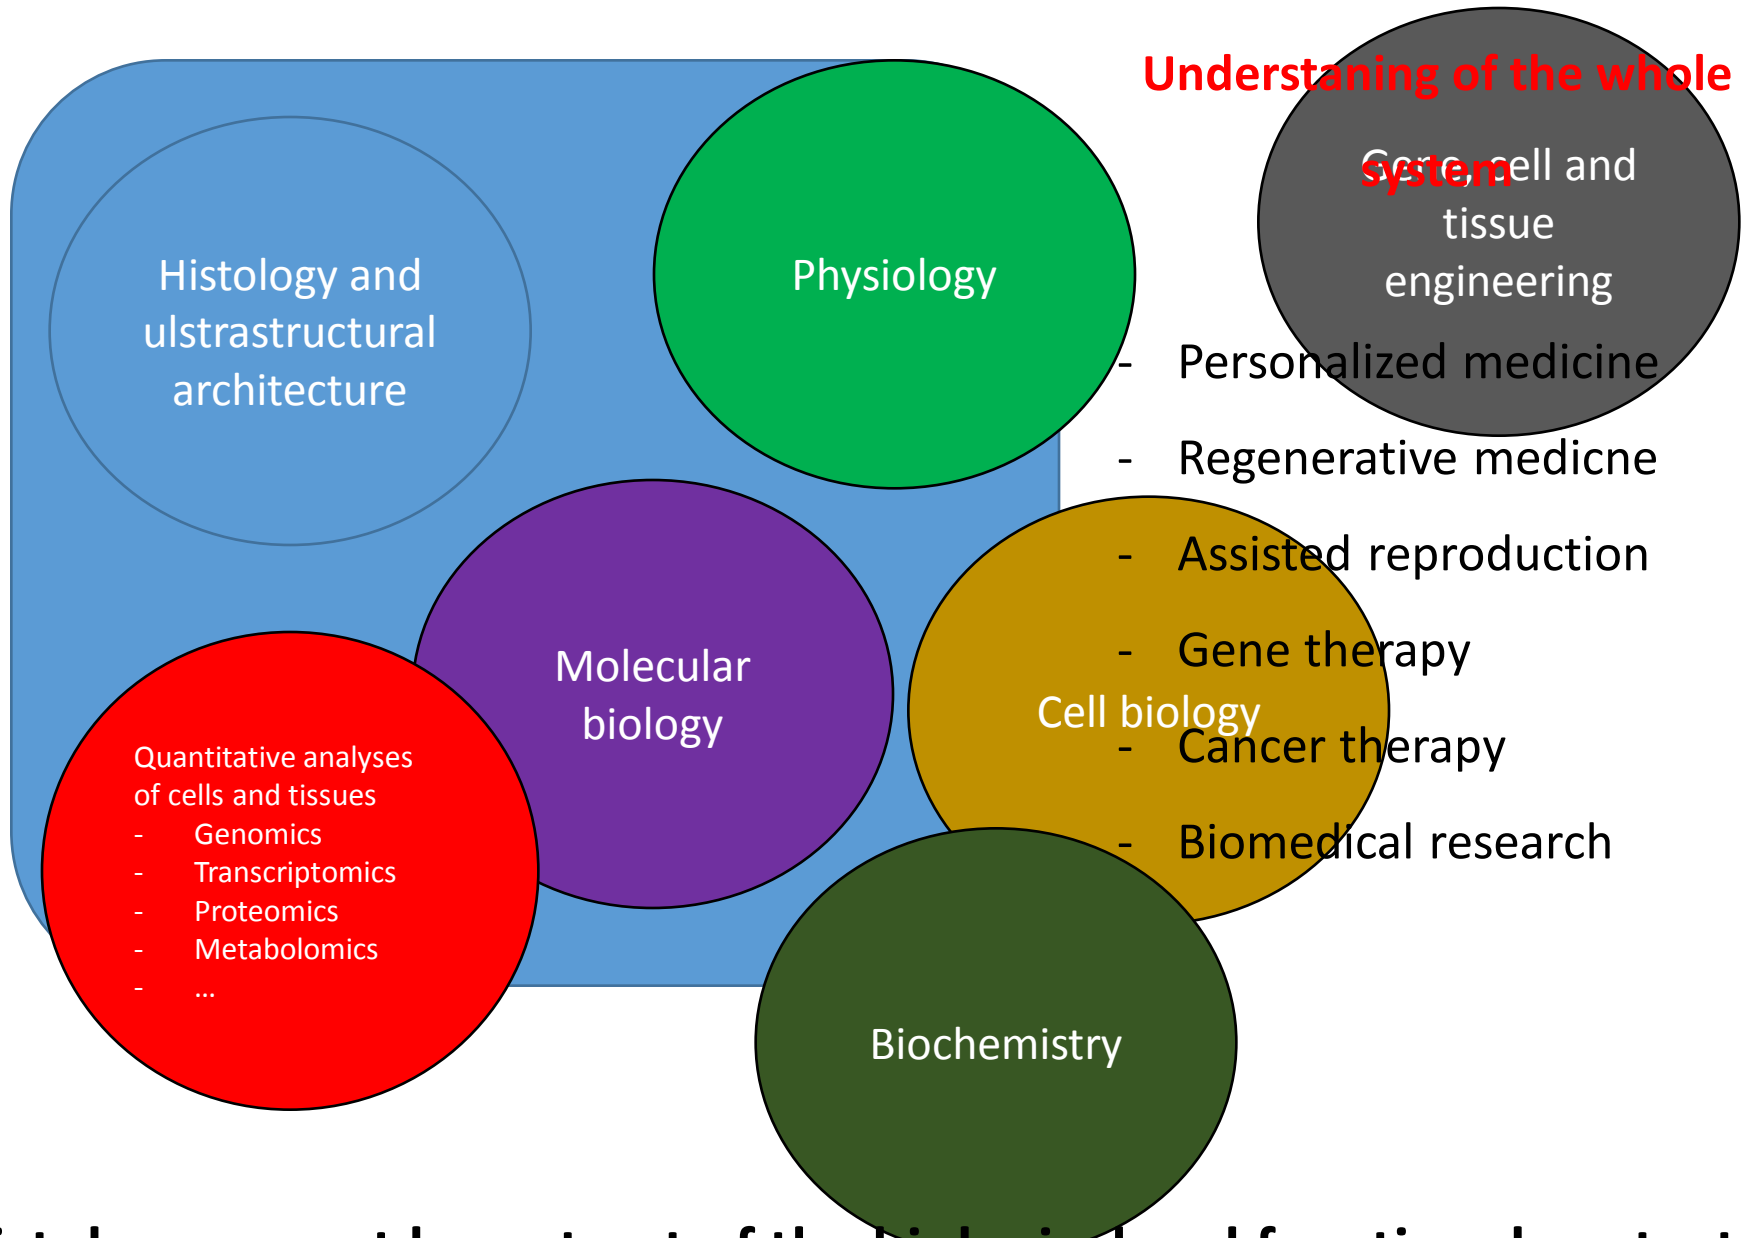 Understaning of the whole
system
Gene, cell and
tissue
engineering
Histology and
ulstrastructural
architecture
Physiology
- Personalized medicine
- Regenerative medicne
- Assisted reproduction
- Gene therapy
- Cancer therapy
- Biomedical research
Molecular
biology
Cell biology
Quantitative analyses
of cells and tissues
- Genomics
- Transcriptomics
- Proteomics
- Metabolomics
- ...
Biochemistry
of the